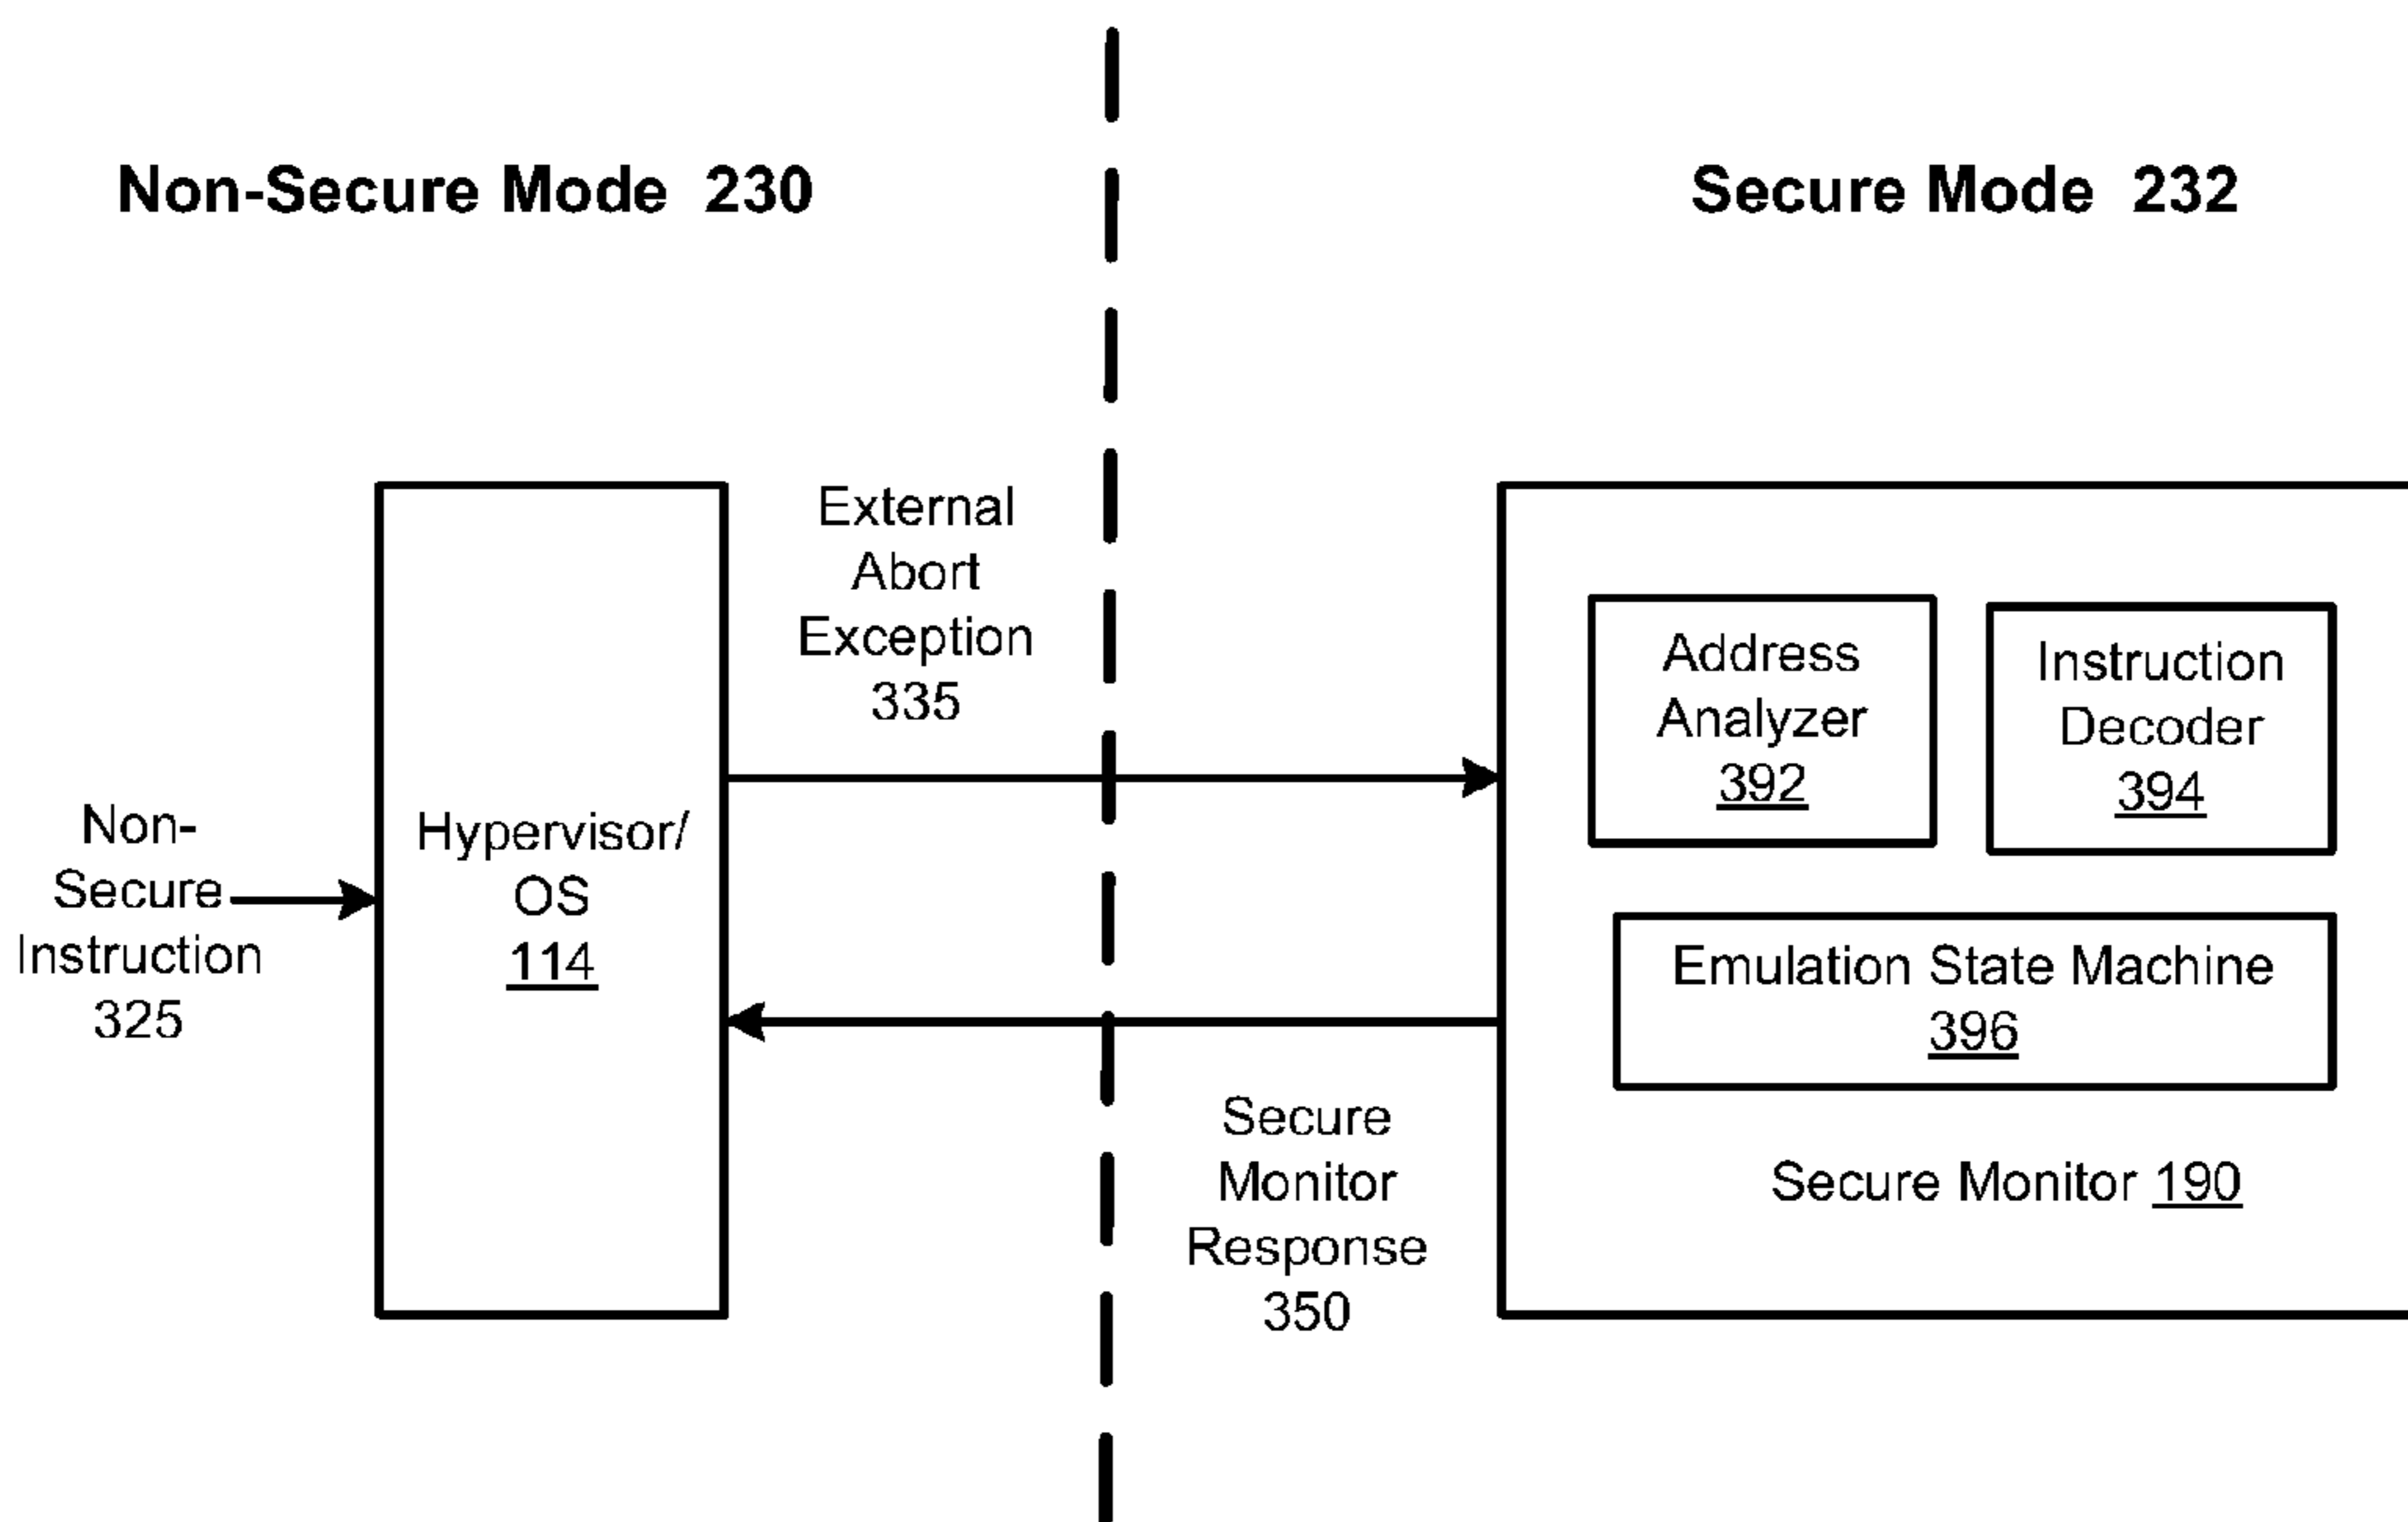 Non-Secure Mode 230
Secure Mode 232
External
Abort
Exception
335
Non-
Secure
Instruction
325
Hypervisor/
OS
114
Address
Analyzer
392
Instruction
Decoder
394
Emulation State Machine
396
Secure Monitor 190
Secure
Monitor
Response
350